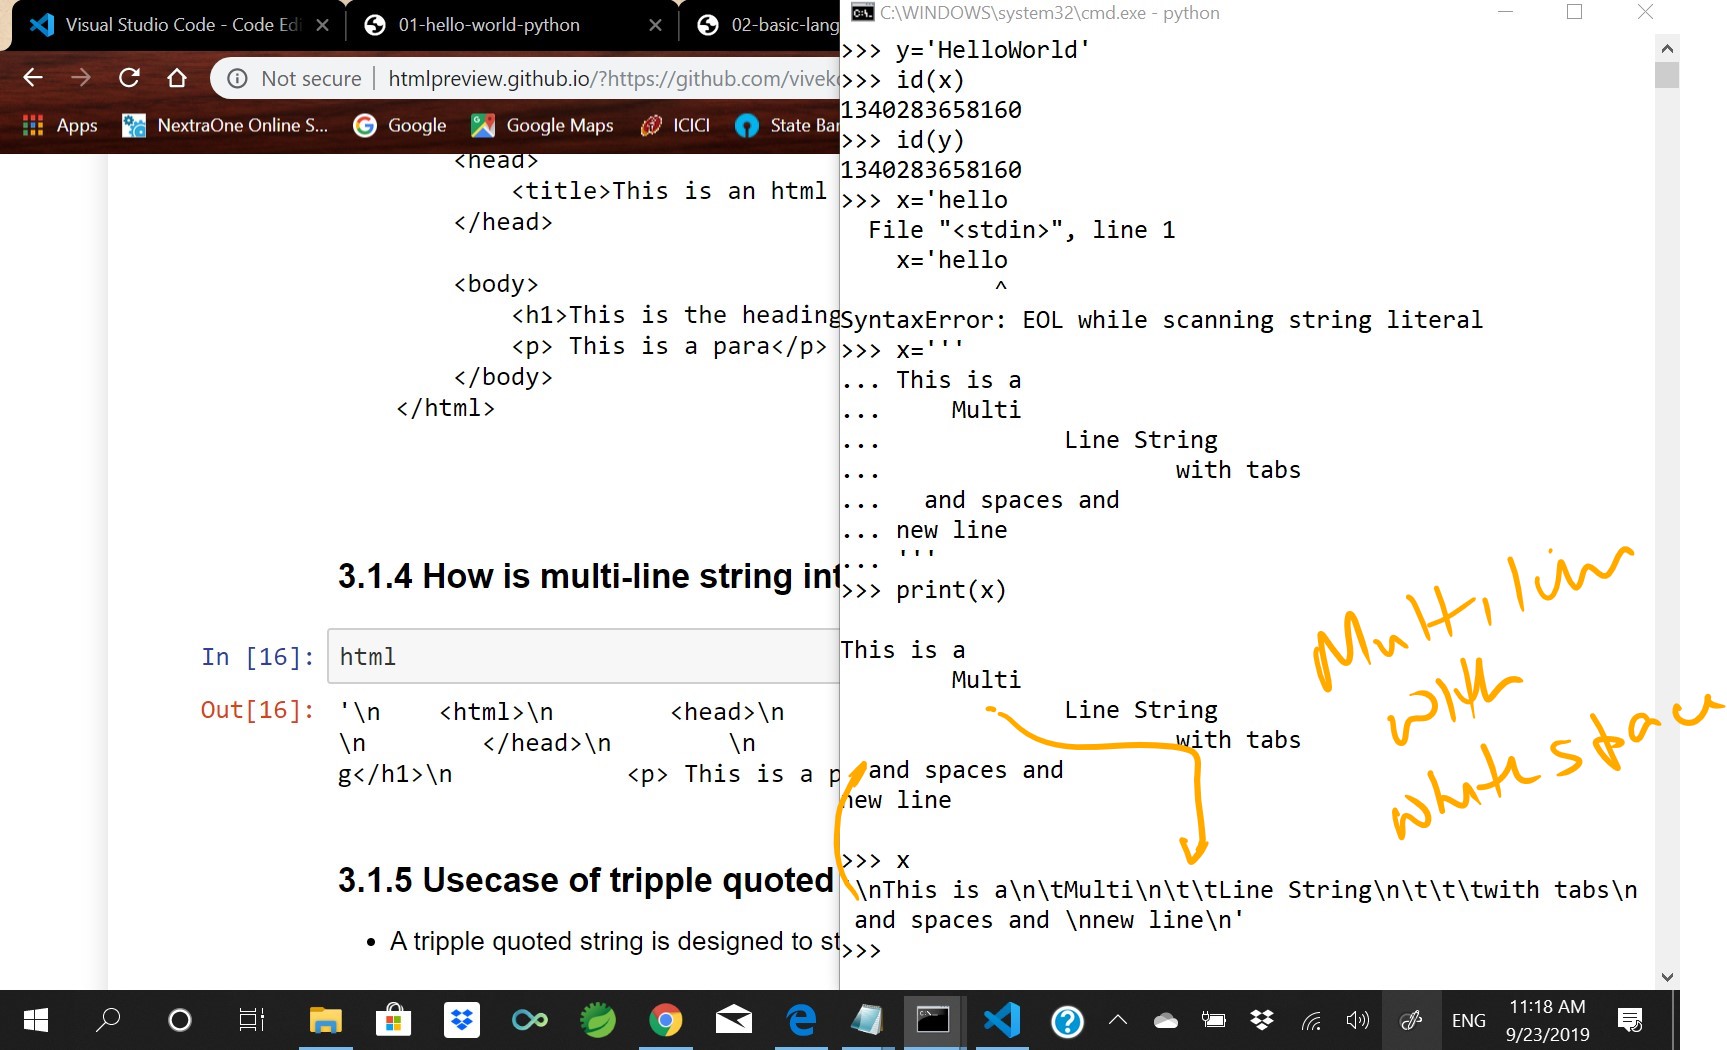 Visual Studio Code - Code Edi
01-hello-world-python
02-basic-lang
Not secure | htmlpreview.github.io/?https://github.com/viveko
Apps
NextraOne Online S...
Google
Google Maps
ICICI
State Bar
<head>
<title>This is an html
</head>
<body>
<h1>This is the heading
<p> This is a para</p>
</body>
</html>
3.1.4 How is multi-line string int
In [16]: html
Out[16]: '\n    <html>\n        <head>\n
\n        </head>\n        \n
g</h1>\n            <p> This is a p
3.1.5 Usecase of tripple quoted
• A tripple quoted string is designed to st
C:\WINDOWS\system32\cmd.exe - python
>>> y='HelloWorld'
>>> id(x)
1340283658160
>>> id(y)
1340283658160
>>> x='hello
  File "<stdin>", line 1
    x='hello
           ^
SyntaxError: EOL while scanning string literal
>>> x='''
... This is a
...     Multi
...             Line String
...                     with tabs
...   and spaces and
... new line
... '''
>>> print(x)
This is a
        Multi
                Line String
                        with tabs
  and spaces and
new line
>>> x
'\nThis is a\n\tMulti\n\t\tLine String\n\t\t\twith tabs\n
 and spaces and \nnew line\n'
>>>
Multi line
with
white space
ENG
11:18 AM
9/23/2019